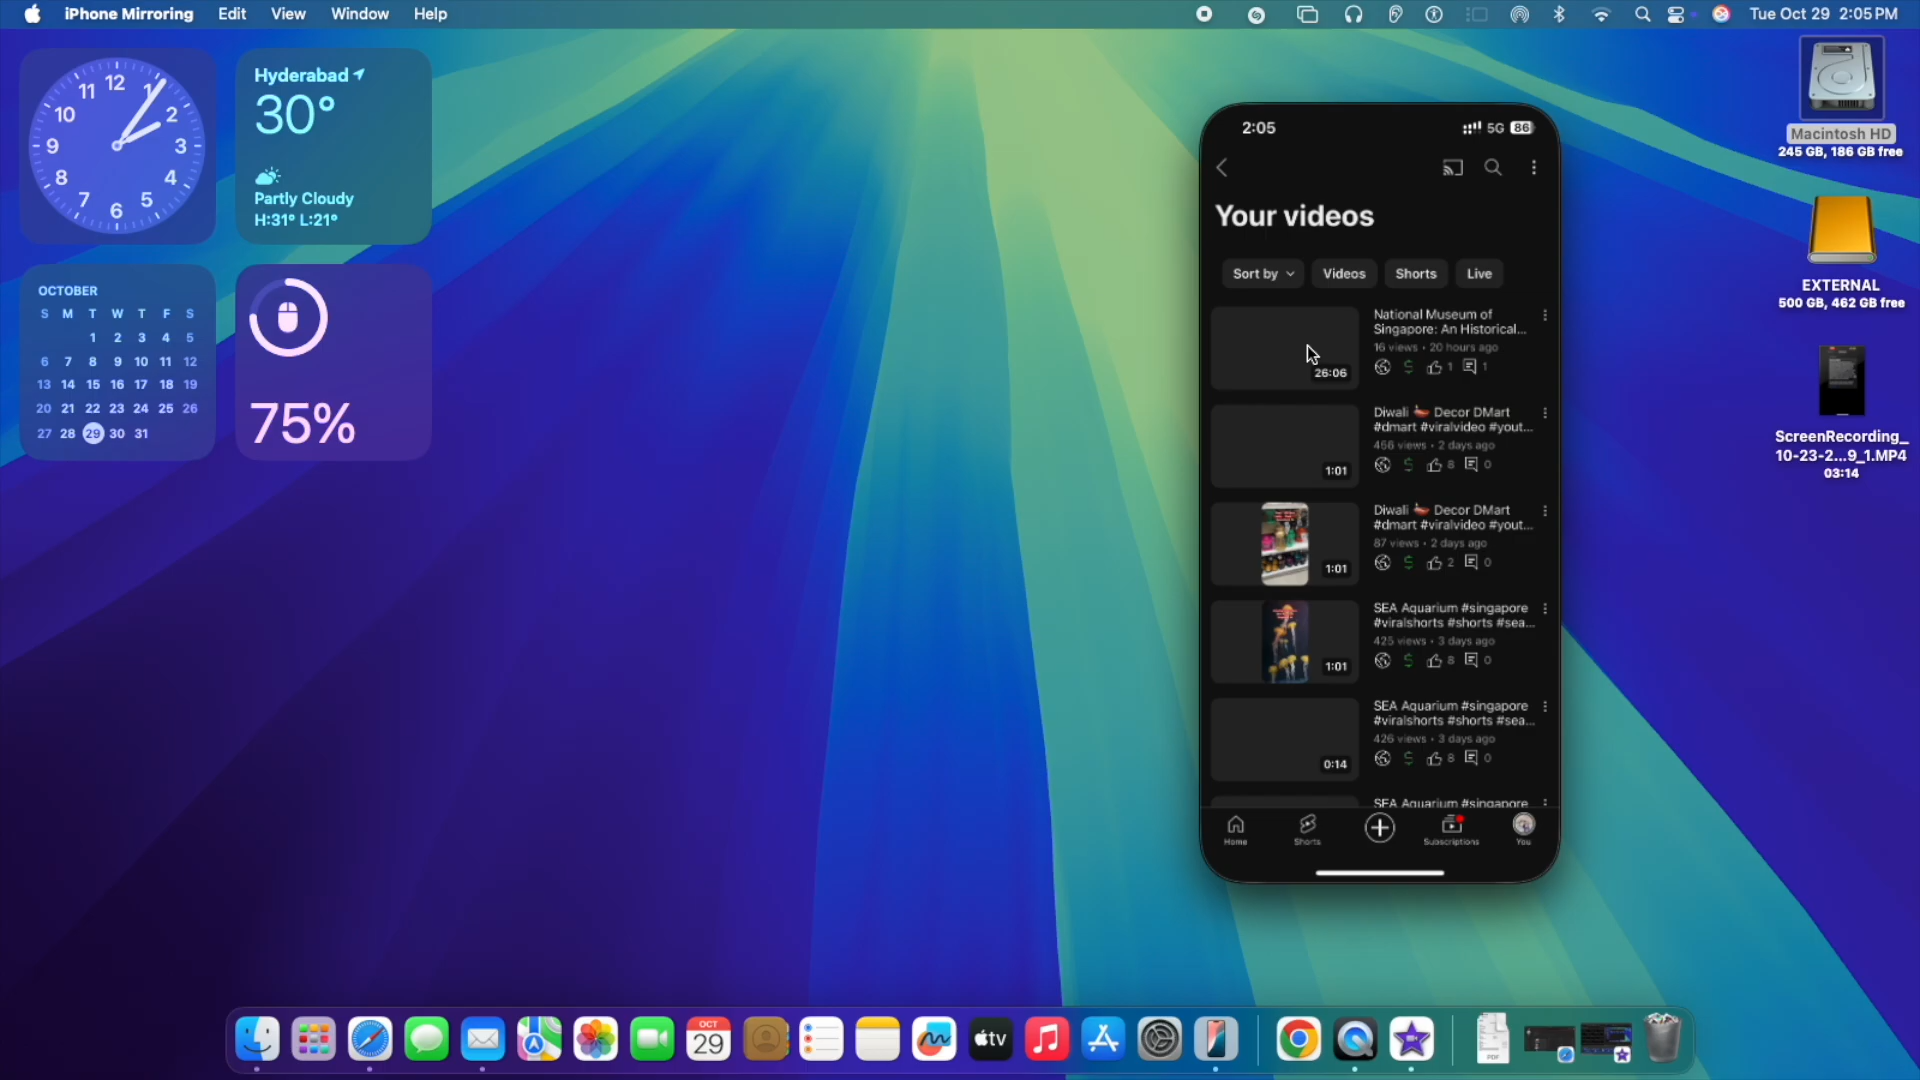 iPhone Mirroring Edit View Window Help
Tue Oct 29 2:05 PM
12
1
2
3
4
5
6
7
8
9
10
11
Hyderabad
30°
Partly Cloudy
H:31° L:21°
OCTOBER
S M T W T F S
1 2 3 4 5
6 7 8 9 10 11 12
13 14 15 16 17 18 19
20 21 22 23 24 25 26
27 28 29 30 31
75%
2:05 5G 86
Your videos
Sort by Videos Shorts Live
26:06
National Museum of
Singapore: An Historical...
16 views • 20 hours ago
$ 1 1
1:01
Diwali Decor DMart
#dmart #viralvideo #yout...
466 views • 2 days ago
$ 8 0
1:01
Diwali Decor DMart
#dmart #viralvideo #yout...
87 views • 2 days ago
$ 2 0
1:01
SEA Aquarium #singapore
#viralshorts #shorts #sea...
425 views • 3 days ago
$ 8 0
0:14
SEA Aquarium #singapore
#viralshorts #shorts #sea...
426 views • 3 days ago
$ 8 0
SEA Aquarium #singapore
Home Shorts Subscriptions You
Macintosh HD
245 GB, 186 GB free
EXTERNAL
500 GB, 462 GB free
ScreenRecording_
10-23-2...9_1.MP4
03:14
OCT
29
tv
PDF